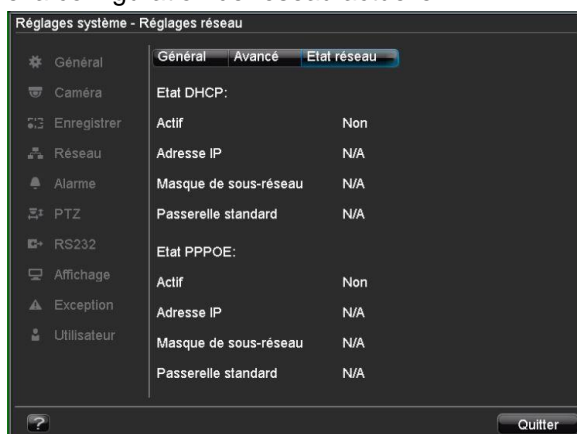 Réglages système - Réglages réseau
Général
Caméra
Enregistrer
Réseau
Alarme
PTZ
RS232
Affichage
Exception
Utilisateur
Général Avancé Etat réseau
Etat DHCP:
Actif Non
Adresse IP N/A
Masque de sous-réseau N/A
Passerelle standard N/A
Etat PPPOE:
Actif Non
Adresse IP N/A
Masque de sous-réseau N/A
Passerelle standard N/A
? Quitter